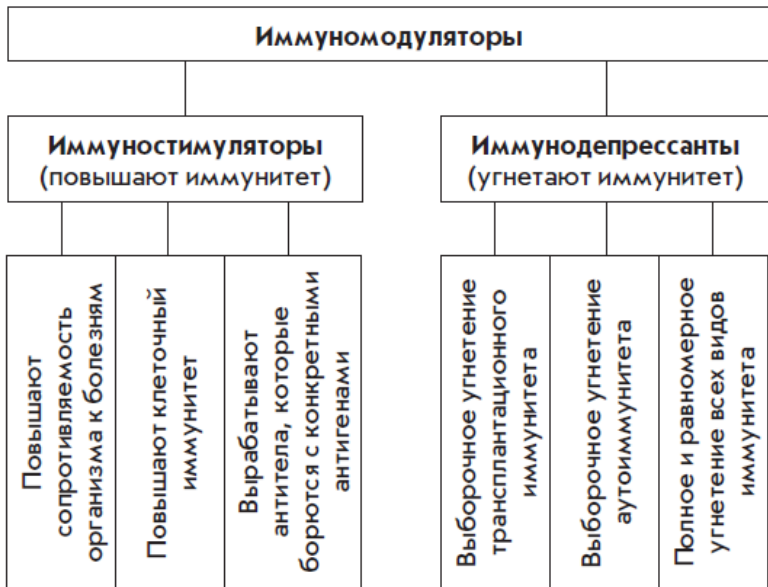 Иммуномодуляторы
Иммуностимуляторы
(повышают иммунитет)
Иммунодепрессанты
(угнетают иммунитет)
Повышают
сопротивляемость
организма к болезням
Повышают клеточный
иммунитет
Вырабатывают
антитела, которые
борются с конкретными
антигенами
Выборочное угнетение
трансплантационного
иммунитета
Выборочное угнетение
аутоиммунитета
Полное и равномерное
угнетение всех видов
иммунитета